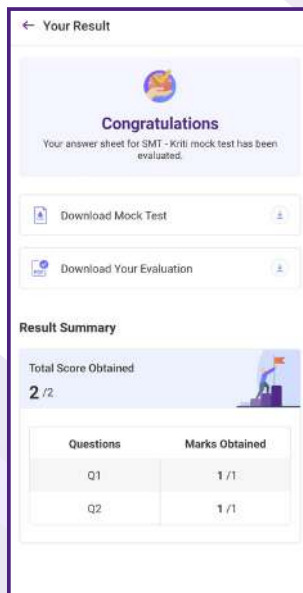 ← Your Result
Congratulations
Your answer sheet for SMT - Kriti mock test has been
evaluated.
Download Mock Test
PDF Download Your Evaluation
Result Summary
Total Score Obtained
2 /2
Questions Marks Obtained
Q1 1 /1
Q2 1 /1